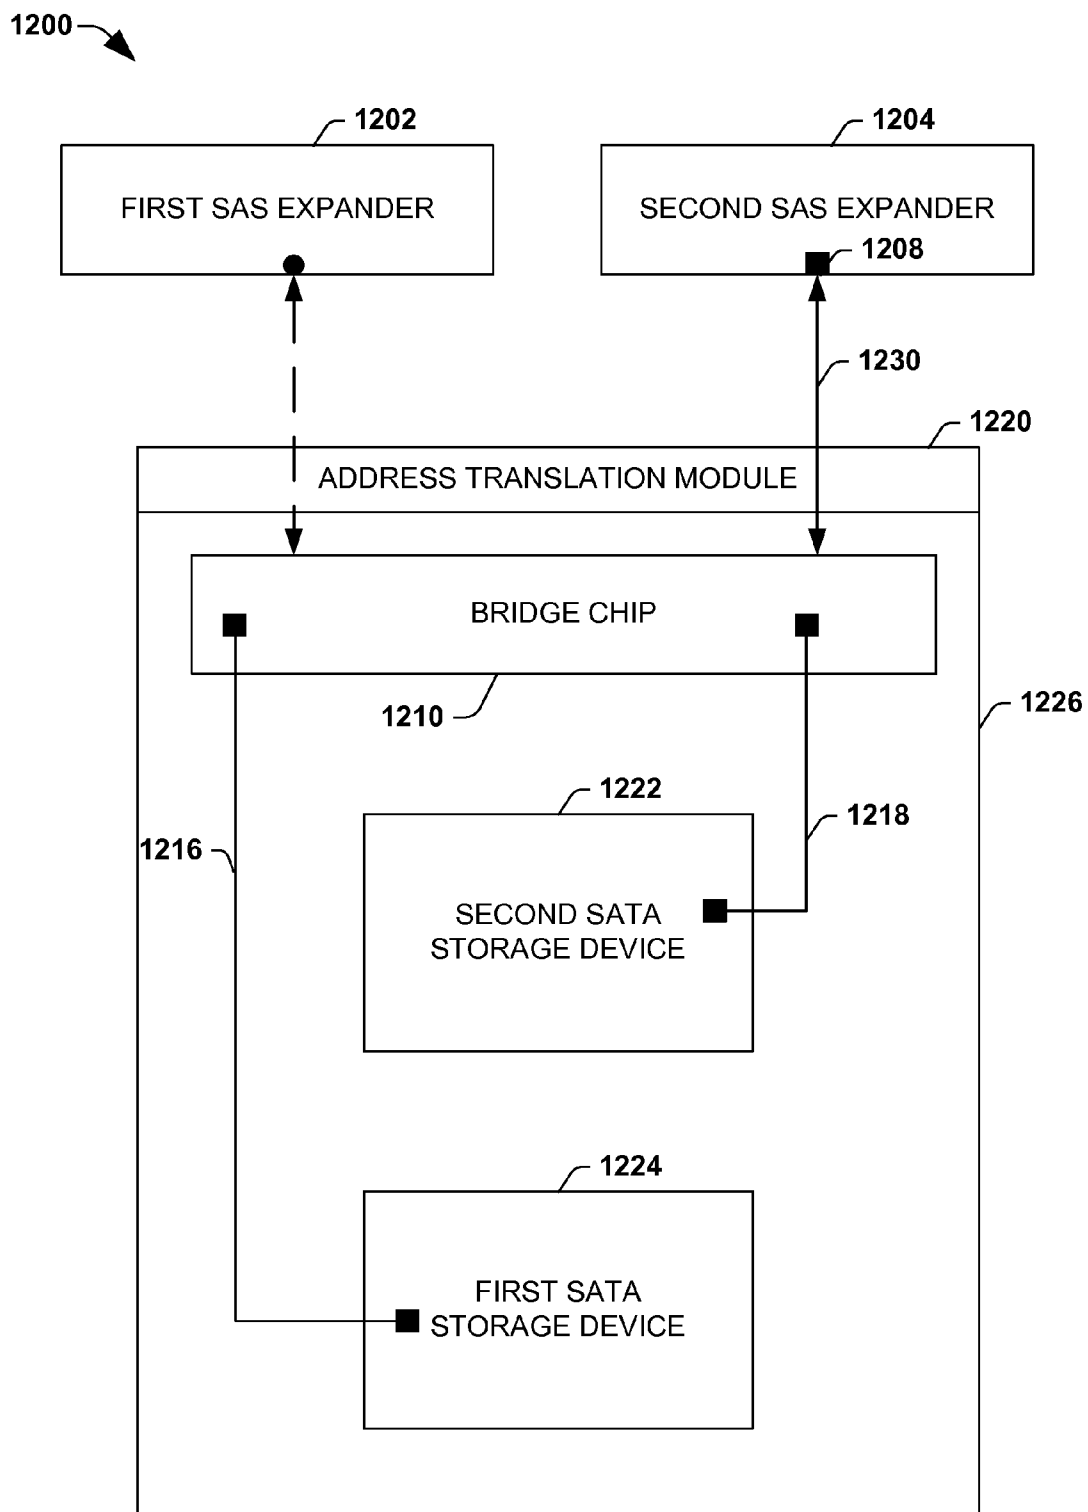 1200
1202
1204
FIRST SAS EXPANDER
SECOND SAS EXPANDER
1208
1230
1220
ADDRESS TRANSLATION MODULE
BRIDGE CHIP
1210
1226
1222
1218
1216
SECOND SATA
STORAGE DEVICE
1224
FIRST SATA
STORAGE DEVICE